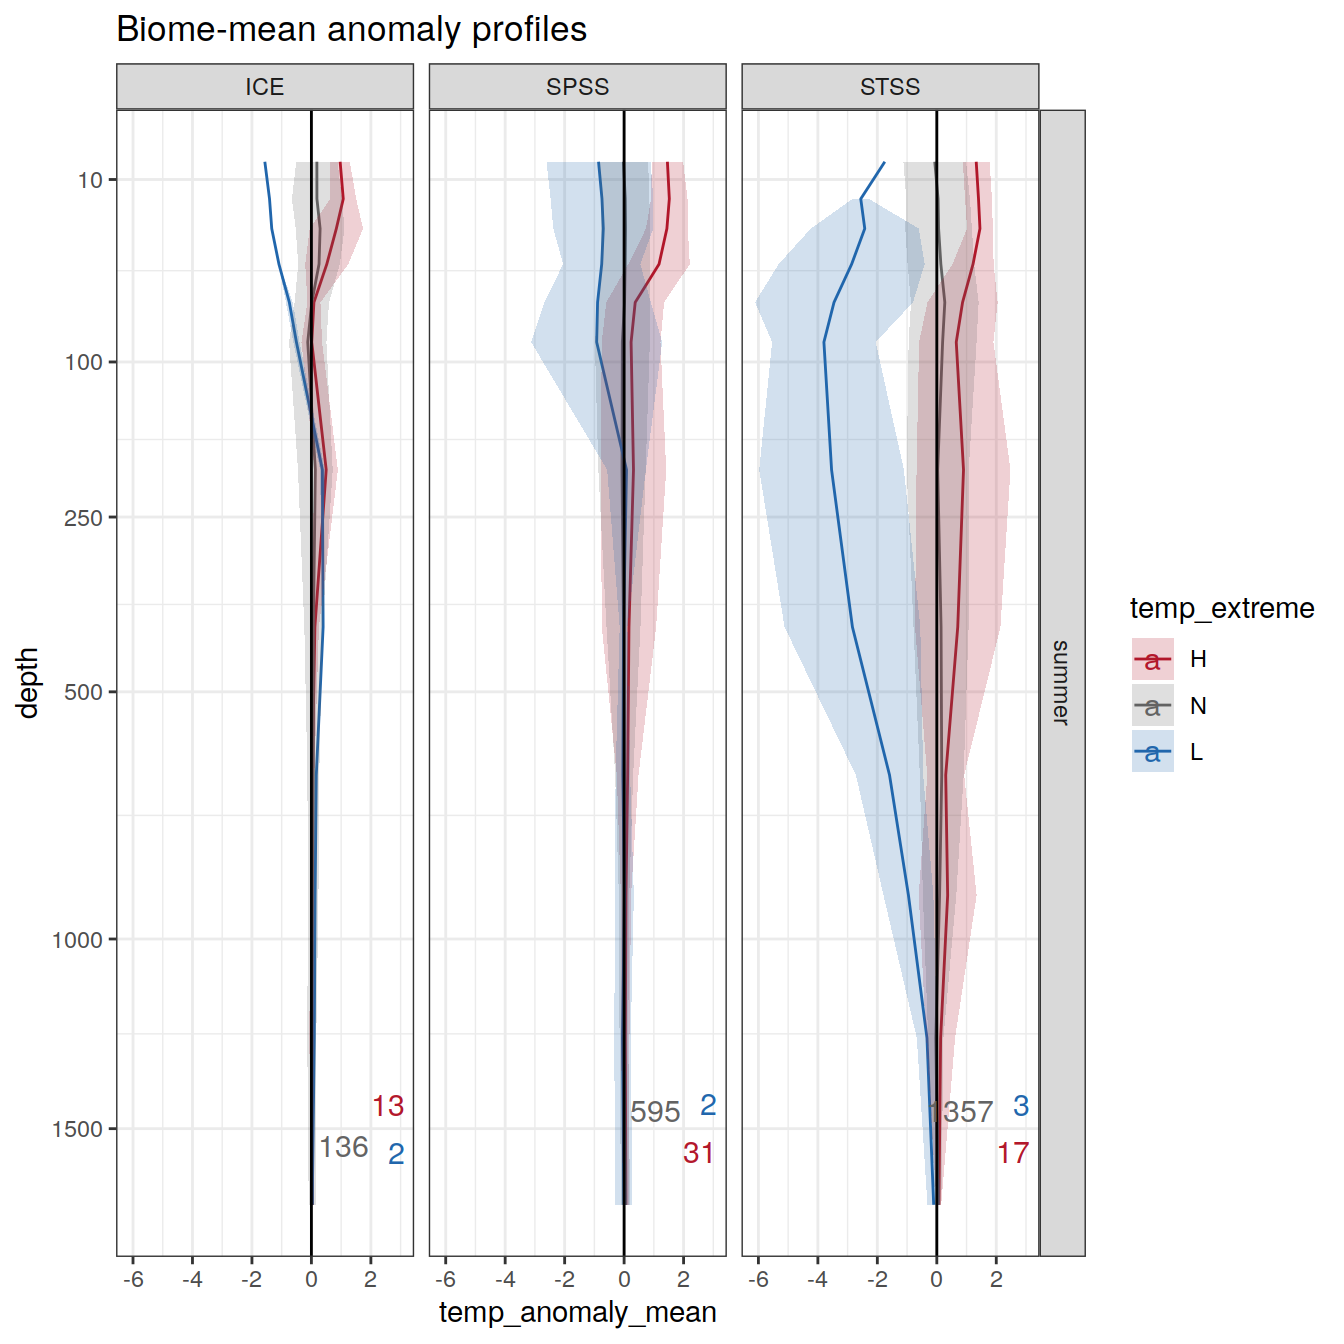 Biome-mean anomaly profiles
ICE SPSS STSS
summer
depth
10
100
250
500
1000
1500
13
136 2
595 2
31
1357 3
17
-6 -4 -2 0 2 -6 -4 -2 0 2 -6 -4 -2 0 2
temp_anomaly_mean
temp_extreme
a H
a N
a L